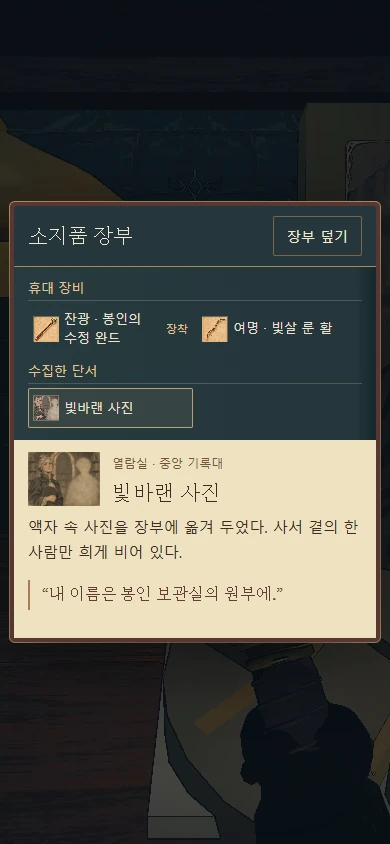 소지품 장부
장부 덮기
휴대 장비
잔광 · 봉인의
수정 완드
장착
여명 · 빛살 룬 활
수집한 단서
빛바랜 사진
열람실 · 중앙 기록대
빛바랜 사진
액자 속 사진을 장부에 옮겨 두었다. 사서 곁의 한
사람만 희게 비어 있다.
“내 이름은 봉인 보관실의 원부에.”